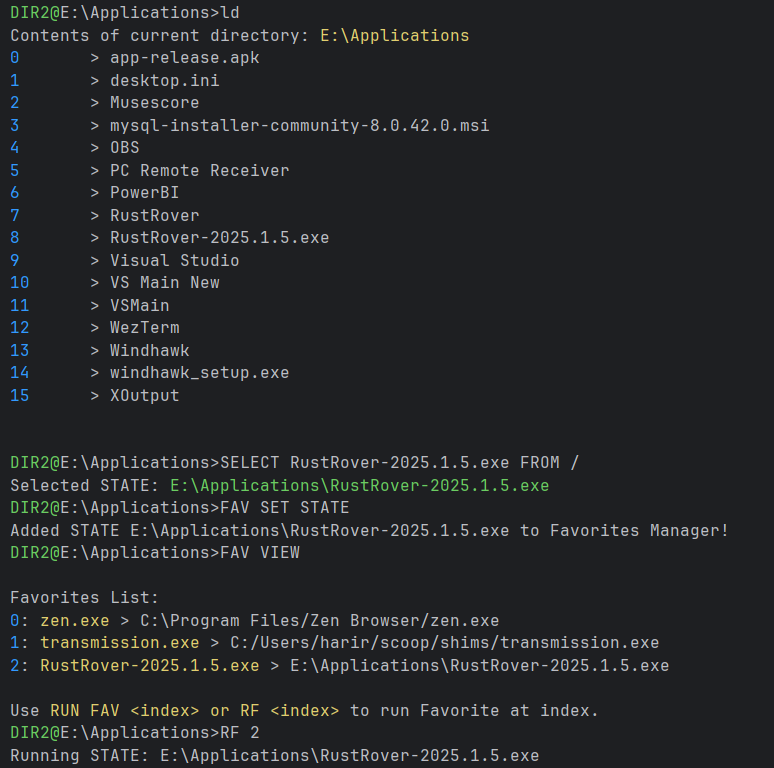 DIR2@E:\Applications>ld
Contents of current directory: E:\Applications
0 > app-release.apk
1 > desktop.ini
2 > Musescore
3 > mysql-installer-community-8.0.42.0.msi
4 > OBS
5 > PC Remote Receiver
6 > PowerBI
7 > RustRover
8 > RustRover-2025.1.5.exe
9 > Visual Studio
10 > VS Main New
11 > VSMain
12 > WezTerm
13 > Windhawk
14 > windhawk_setup.exe
15 > XOutput
DIR2@E:\Applications>SELECT RustRover-2025.1.5.exe FROM /
Selected STATE: E:\Applications\RustRover-2025.1.5.exe
DIR2@E:\Applications>FAV SET STATE
Added STATE E:\Applications\RustRover-2025.1.5.exe to Favorites Manager!
DIR2@E:\Applications>FAV VIEW
Favorites List:
0: zen.exe > C:\Program Files/Zen Browser/zen.exe
1: transmission.exe > C:/Users/harir/scoop/shims/transmission.exe
2: RustRover-2025.1.5.exe > E:\Applications\RustRover-2025.1.5.exe
Use RUN FAV <index> or RF <index> to run Favorite at index.
DIR2@E:\Applications>RF 2
Running STATE: E:\Applications\RustRover-2025.1.5.exe